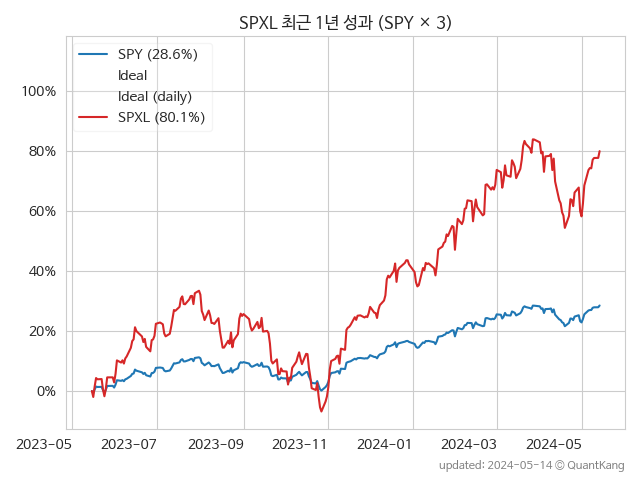 SPXL 최근 1년 성과 (SPY × 3)
SPY (28.6%)
Ideal
Ideal (daily)
SPXL (80.1%)
100%
80%
60%
40%
20%
0%
2023-05 2023-07 2023-09 2023-11 2024-01 2024-03 2024-05
updated: 2024-05-14 © QuantKang